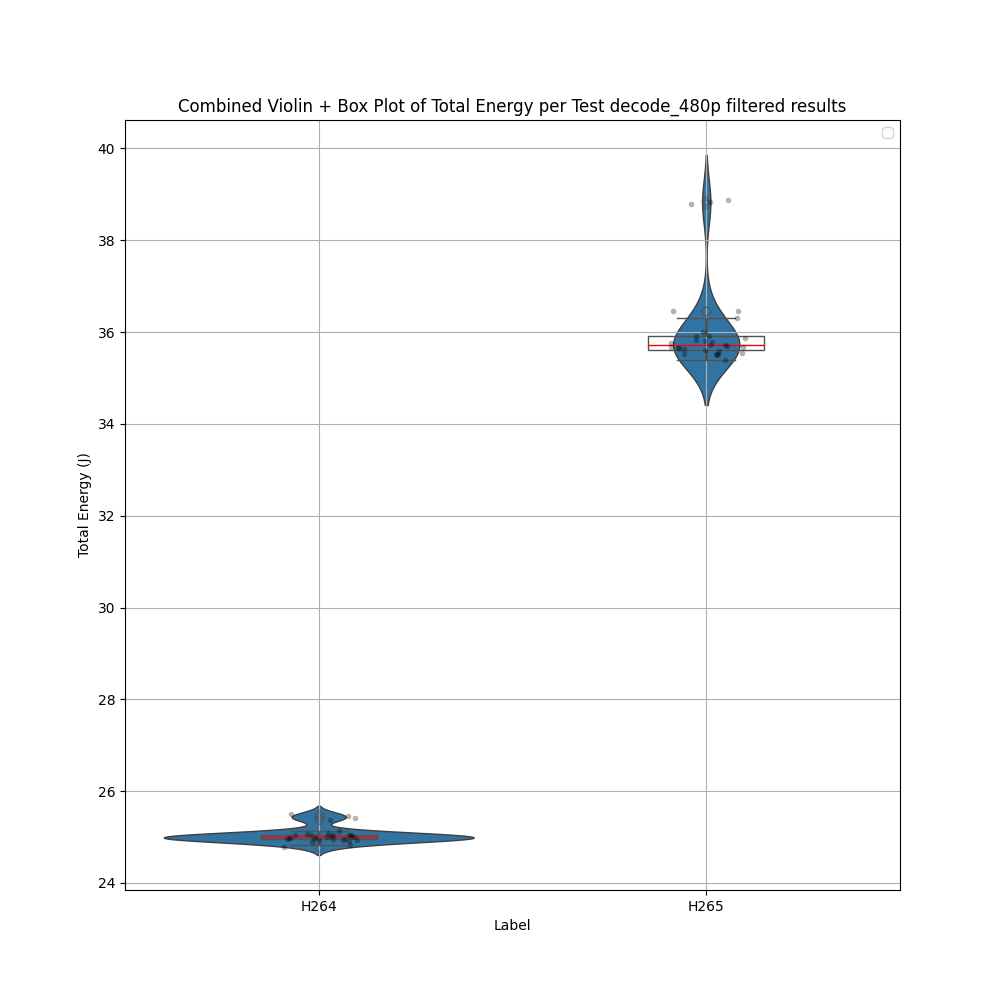 Combined Violin + Box Plot of Total Energy per Test decode_480p filtered results
40
38
36
34
32
30
28
26
24
Total Energy (J)
H264
H265
Label